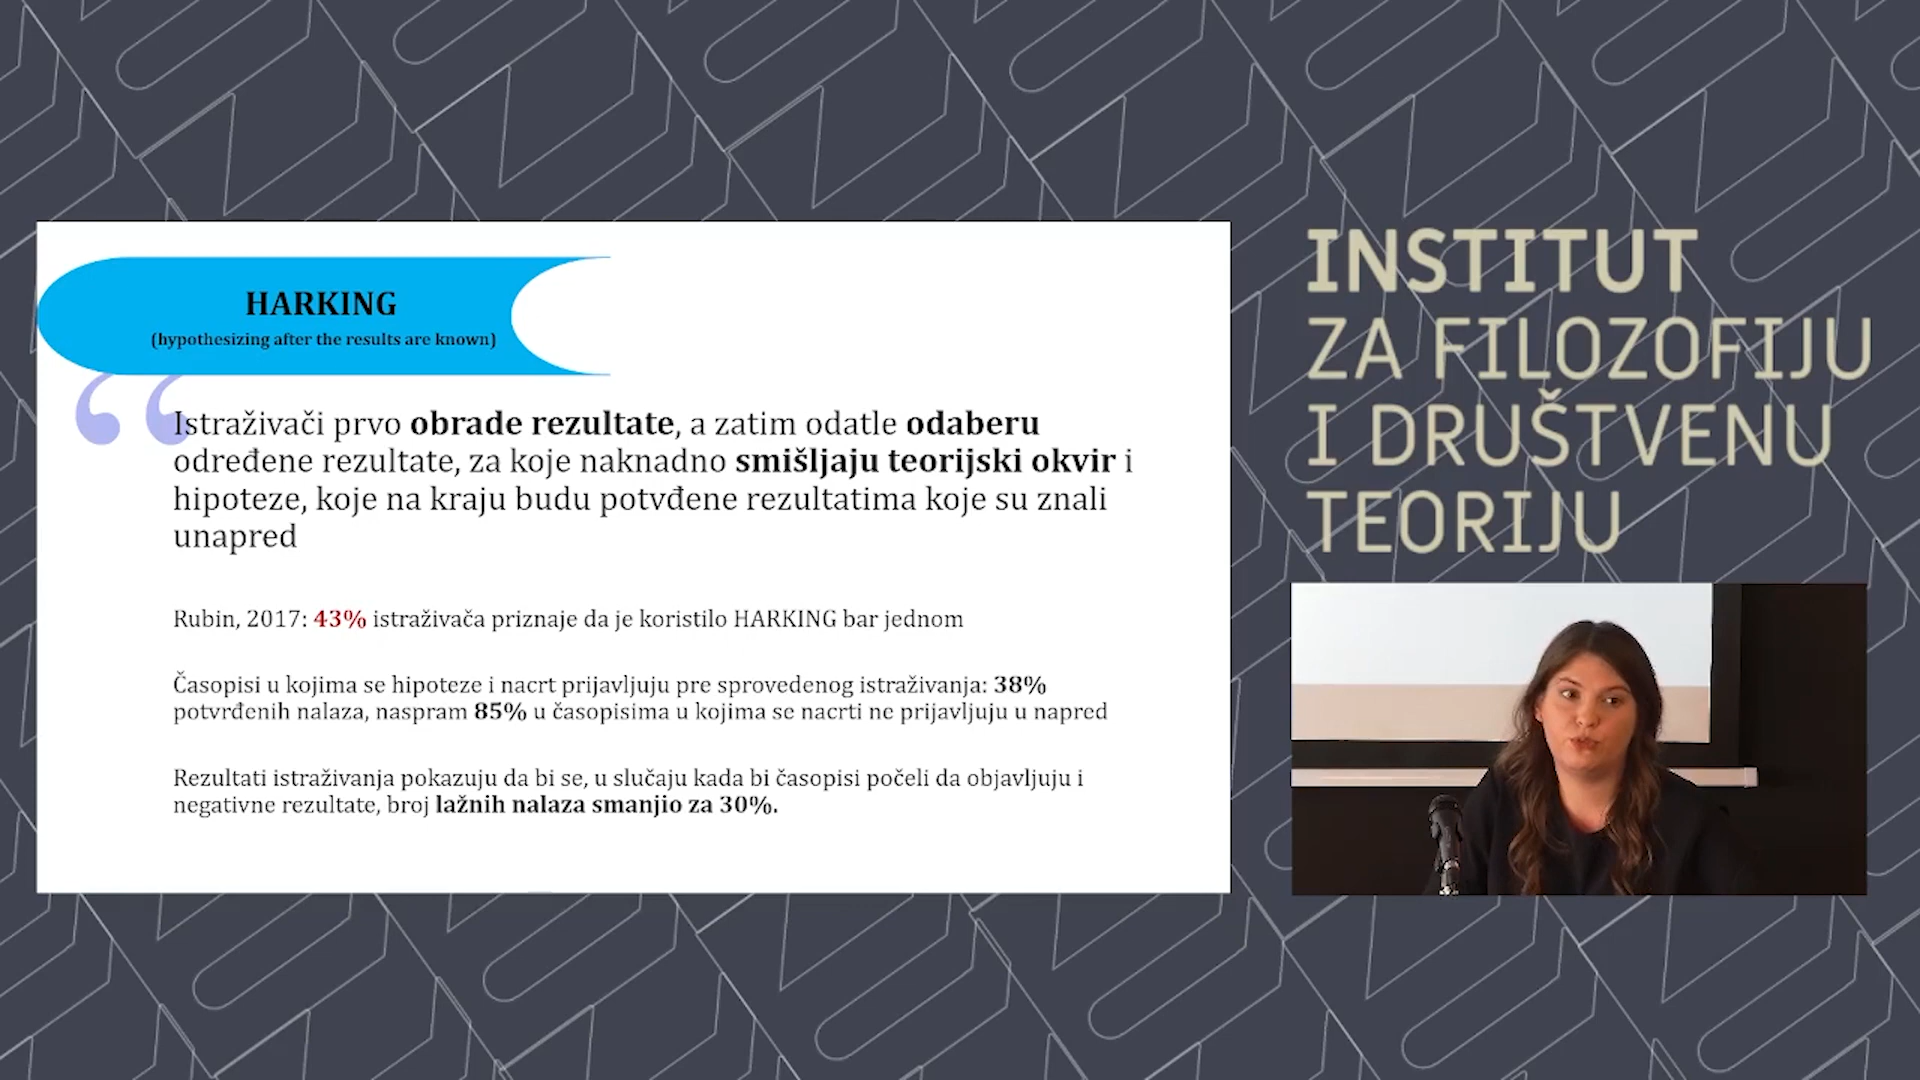 HARKING
(hypothesizing after the results are known)
Istraživači prvo obrade rezultate, a zatim odatle odaberu
određene rezultate, za koje naknadno smišljaju teorijski okvir i
hipoteze, koje na kraju budu potvđene rezultatima koje su znali
unapred
Rubin, 2017: 43% istraživača priznaje da je koristilo HARKING bar jednom
Časopisi u kojima se hipoteze i nacrt prijavljuju pre sprovedenog istraživanja: 38%
potvrđenih nalaza, naspram 85% u časopisima u kojima se nacrti ne prijavljuju u napred
Rezultati istraživanja pokazuju da bi se, u slučaju kada bi časopisi počeli da objavljuju i
negativne rezultate, broj lažnih nalaza smanjio za 30%.
INSTITUT
ZA FILOZOFIJU
I DRUŠTVENU
TEORIJU